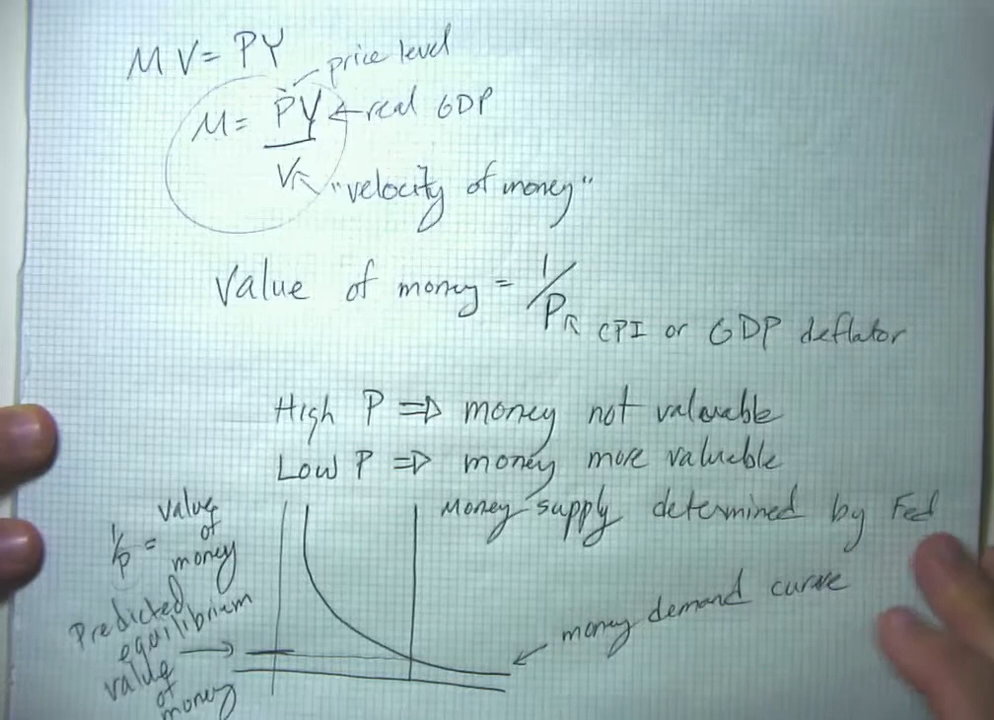 MV = PY
price level
M = PY ← real GDP
V "velocity of money"
Value of money = 1/P CPI or GDP deflator
High P ⇒ money not valuable
Low P ⇒ money more valuable
Money supply determined by Fed
1/P = value of money
money demand curve
Predicted
equilibrium
value
of
money